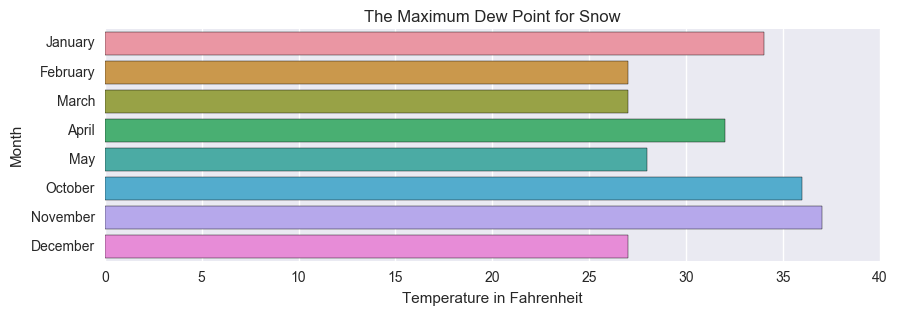 The Maximum Dew Point for Snow
Month
January
February
March
April
May
October
November
December
0 5 10 15 20 25 30 35 40
Temperature in Fahrenheit